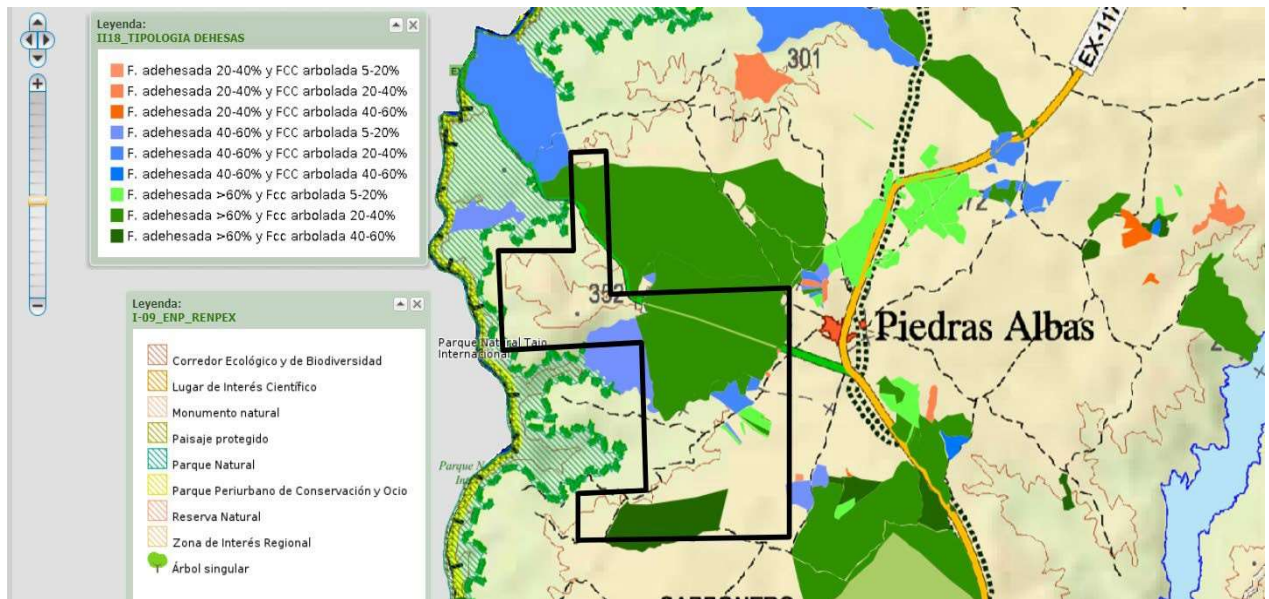 Leyenda:
II18_TIPOLOGIA DEHESAS
F. adehesada 20-40% y FCC arbolada 5-20%
F. adehesada 20-40% y FCC arbolada 20-40%
F. adehesada 20-40% y FCC arbolada 40-60%
F. adehesada 40-60% y FCC arbolada 5-20%
F. adehesada 40-60% y FCC arbolada 20-40%
F. adehesada 40-60% y FCC arbolada 40-60%
F. adehesada >60% y Fcc arbolada 5-20%
F. adehesada >60% y Fcc arbolada 20-40%
F. adehesada >60% y Fcc arbolada 40-60%
Leyenda:
I-09_ENP_RENPEX
Corredor Ecológico y de Biodiversidad
Lugar de Interés Científico
Monumento natural
Paisaje protegido
Parque Natural
Parque Periurbano de Conservación y Ocio
Reserva Natural
Zona de Interés Regional
Árbol singular
301
EX-117
352
Parque Natural Tajo
Internacional
Piedras Albas